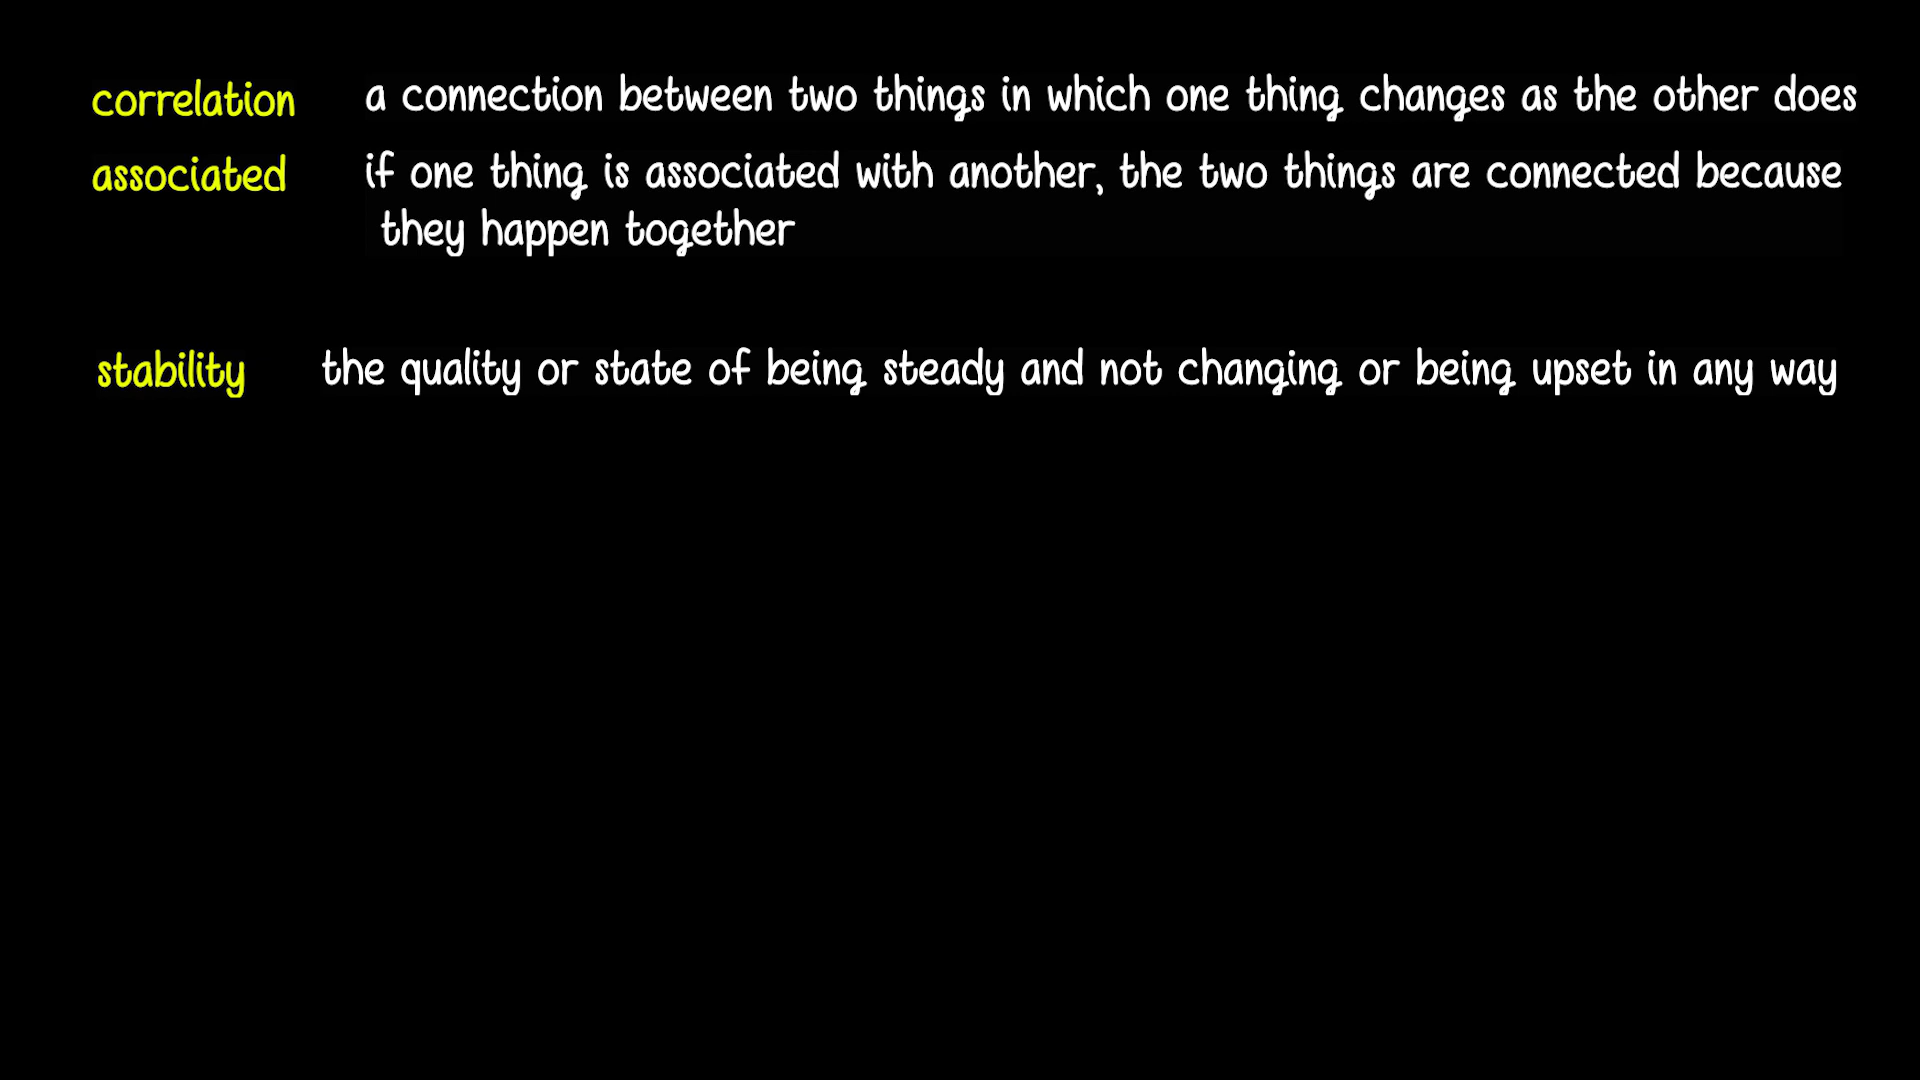 correlation a connection between two things in which one thing changes as the other does
associated if one thing is associated with another, the two things are connected because
they happen together
stability the quality or state of being steady and not changing or being upset in any way